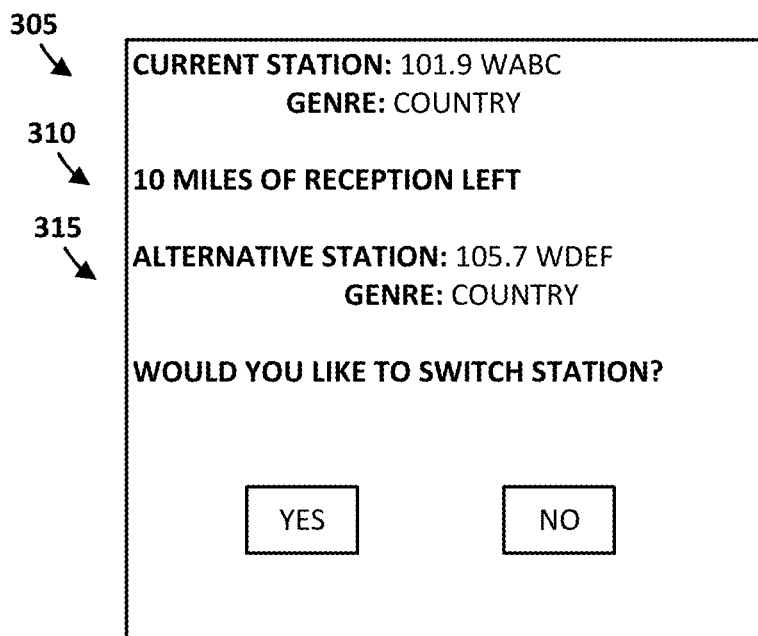 305
CURRENT STATION: 101.9 WABC
GENRE: COUNTRY
310
10 MILES OF RECEPTION LEFT
315
ALTERNATIVE STATION: 105.7 WDEF
GENRE: COUNTRY
WOULD YOU LIKE TO SWITCH STATION?
YES NO